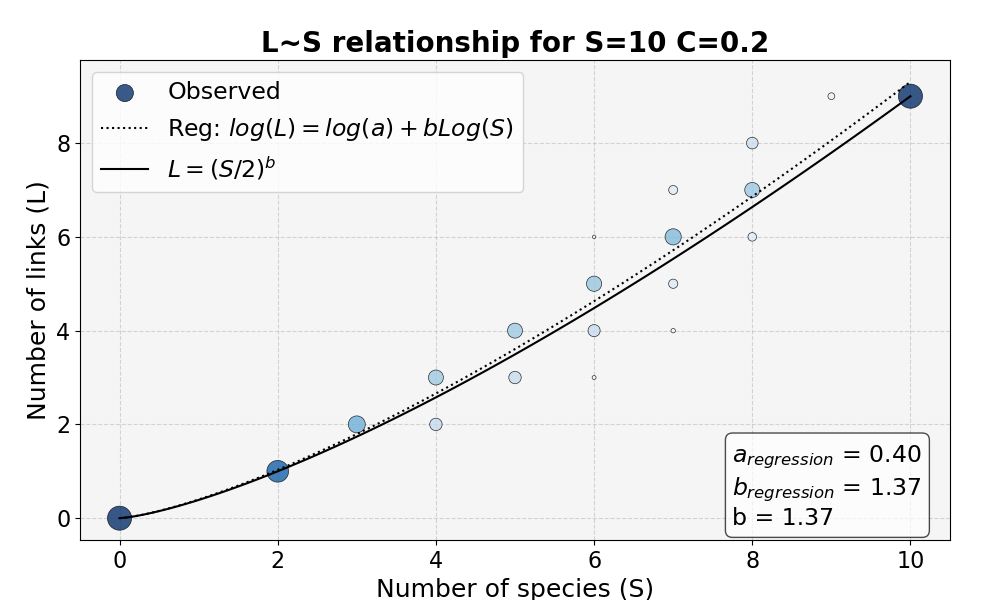 L~S relationship for S=10 C=0.2
Observed
Reg: log(L) = log(a) + bLog(S)
L = (S/2)^b
Number of links (L)
8
6
4
2
0
a_regression = 0.40
b_regression = 1.37
b = 1.37
0 2 4 6 8 10
Number of species (S)